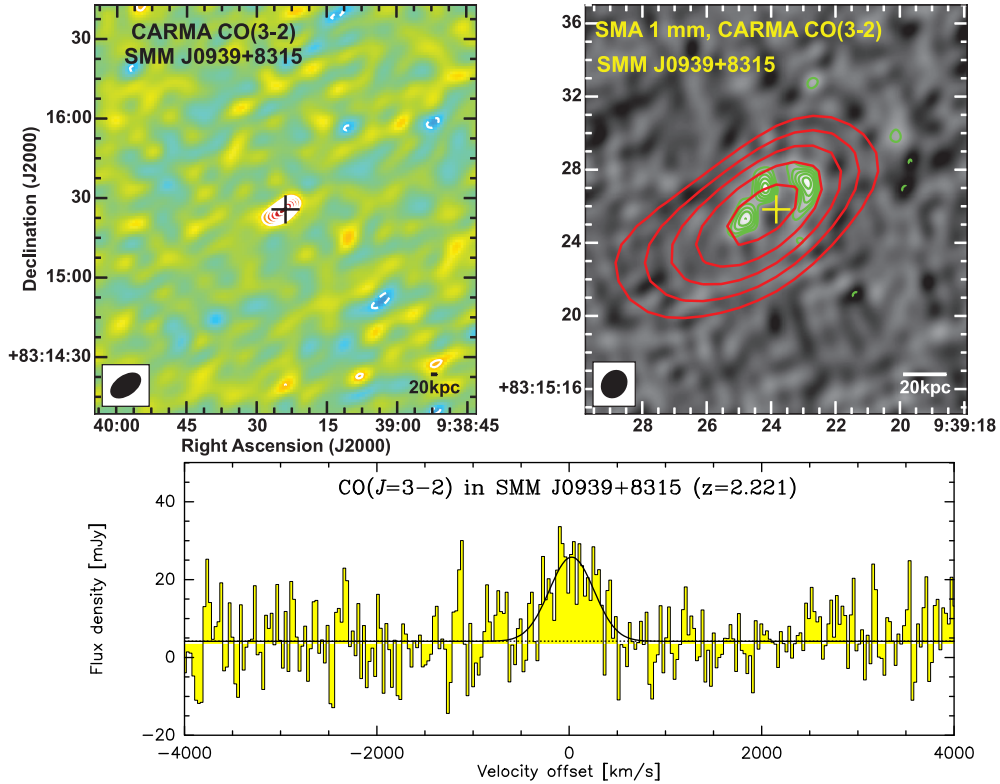 CARMA CO(3-2)
SMM J0939+8315
Declination (J2000)
30
16:00
30
15:00
+83:14:30
20kpc
40:00
45
30
15
39:00
9:38:45
Right Ascension (J2000)
SMA 1 mm, CARMA CO(3-2)
SMM J0939+8315
36
32
28
24
20
+83:15:16
20kpc
28
26
24
22
20
9:39:18
CO(J=3−2) in SMM J0939+8315 (z=2.221)
Flux density [mJy]
40
20
0
−20
−4000
−2000
0
2000
4000
Velocity offset [km/s]